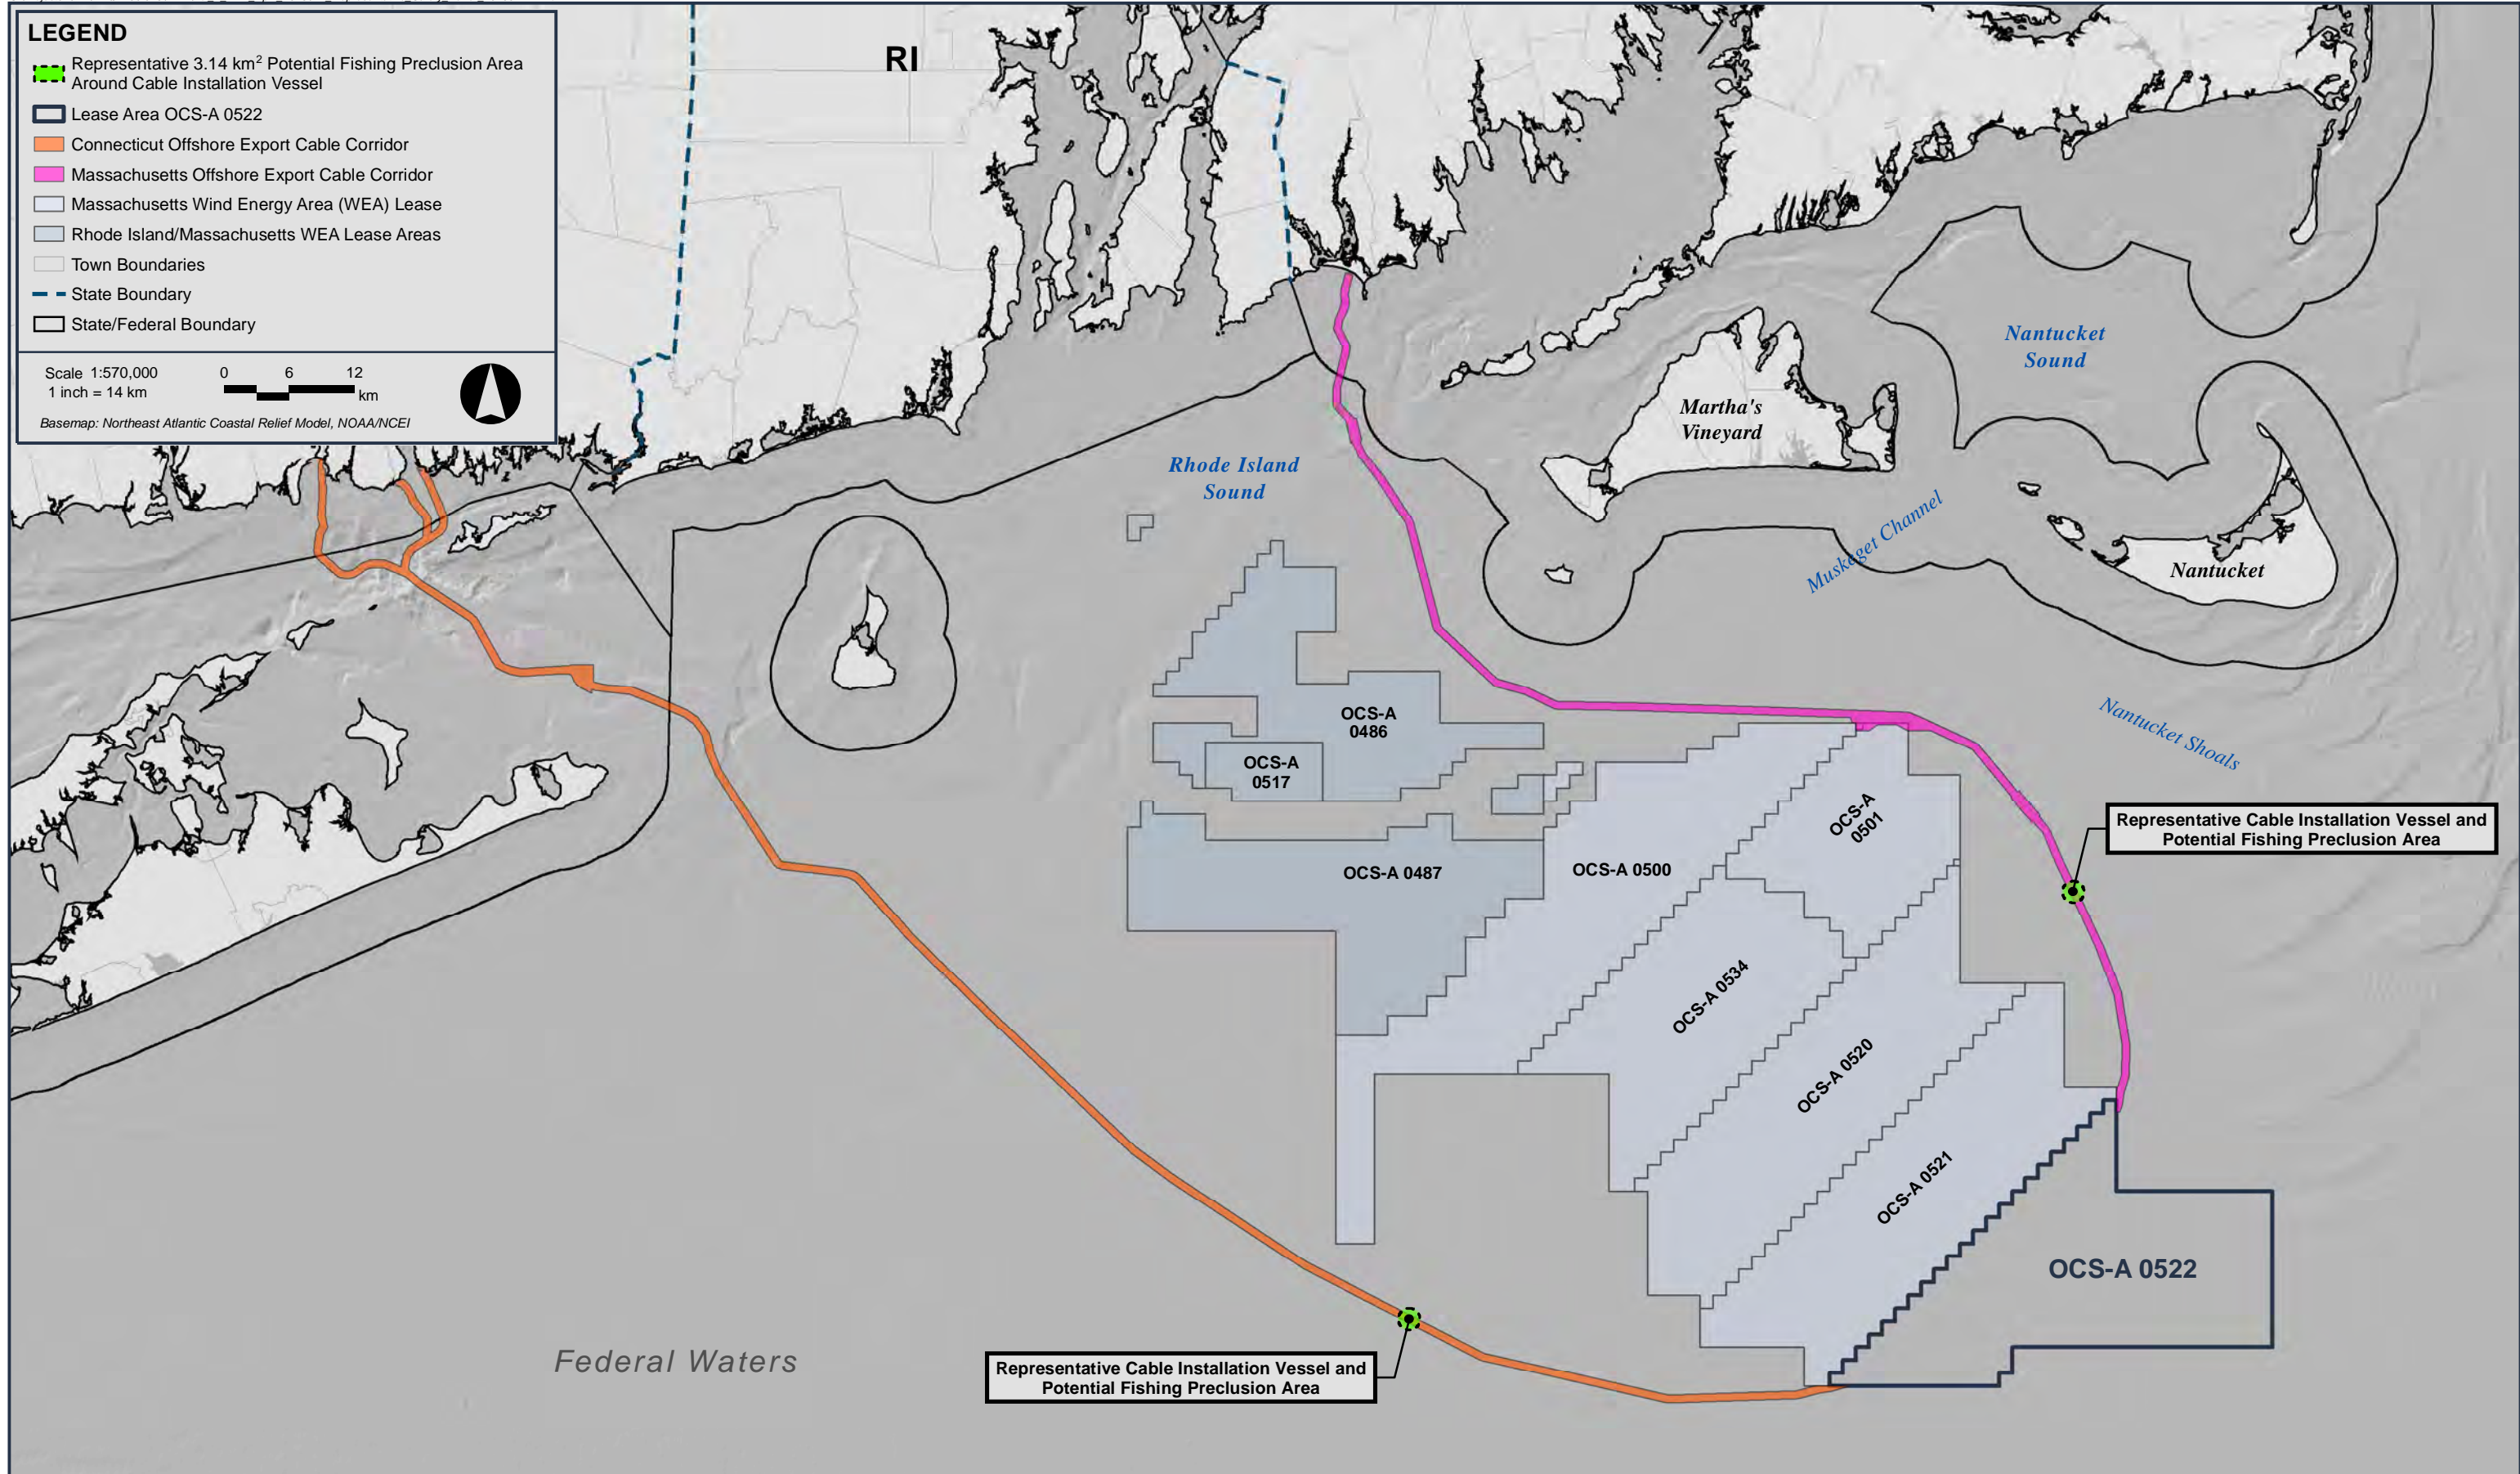 LEGEND
Representative 3.14 km² Potential Fishing Preclusion Area
Around Cable Installation Vessel
Lease Area OCS-A 0522
Connecticut Offshore Export Cable Corridor
Massachusetts Offshore Export Cable Corridor
Massachusetts Wind Energy Area (WEA) Lease
Rhode Island/Massachusetts WEA Lease Areas
Town Boundaries
State Boundary
State/Federal Boundary
Scale 1:570,000
1 inch = 14 km
0 6 12
km
Basemap: Northeast Atlantic Coastal Relief Model, NOAA/NCEI
RI
Nantucket
Sound
Martha's
Vineyard
Rhode Island
Sound
Muskeget Channel
Nantucket
Nantucket Shoals
OCS-A
0486
OCS-A
0517
OCS-A
0501
Representative Cable Installation Vessel and
Potential Fishing Preclusion Area
OCS-A 0487
OCS-A 0500
OCS-A 0534
OCS-A 0520
OCS-A 0521
OCS-A 0522
Federal Waters
Representative Cable Installation Vessel and
Potential Fishing Preclusion Area